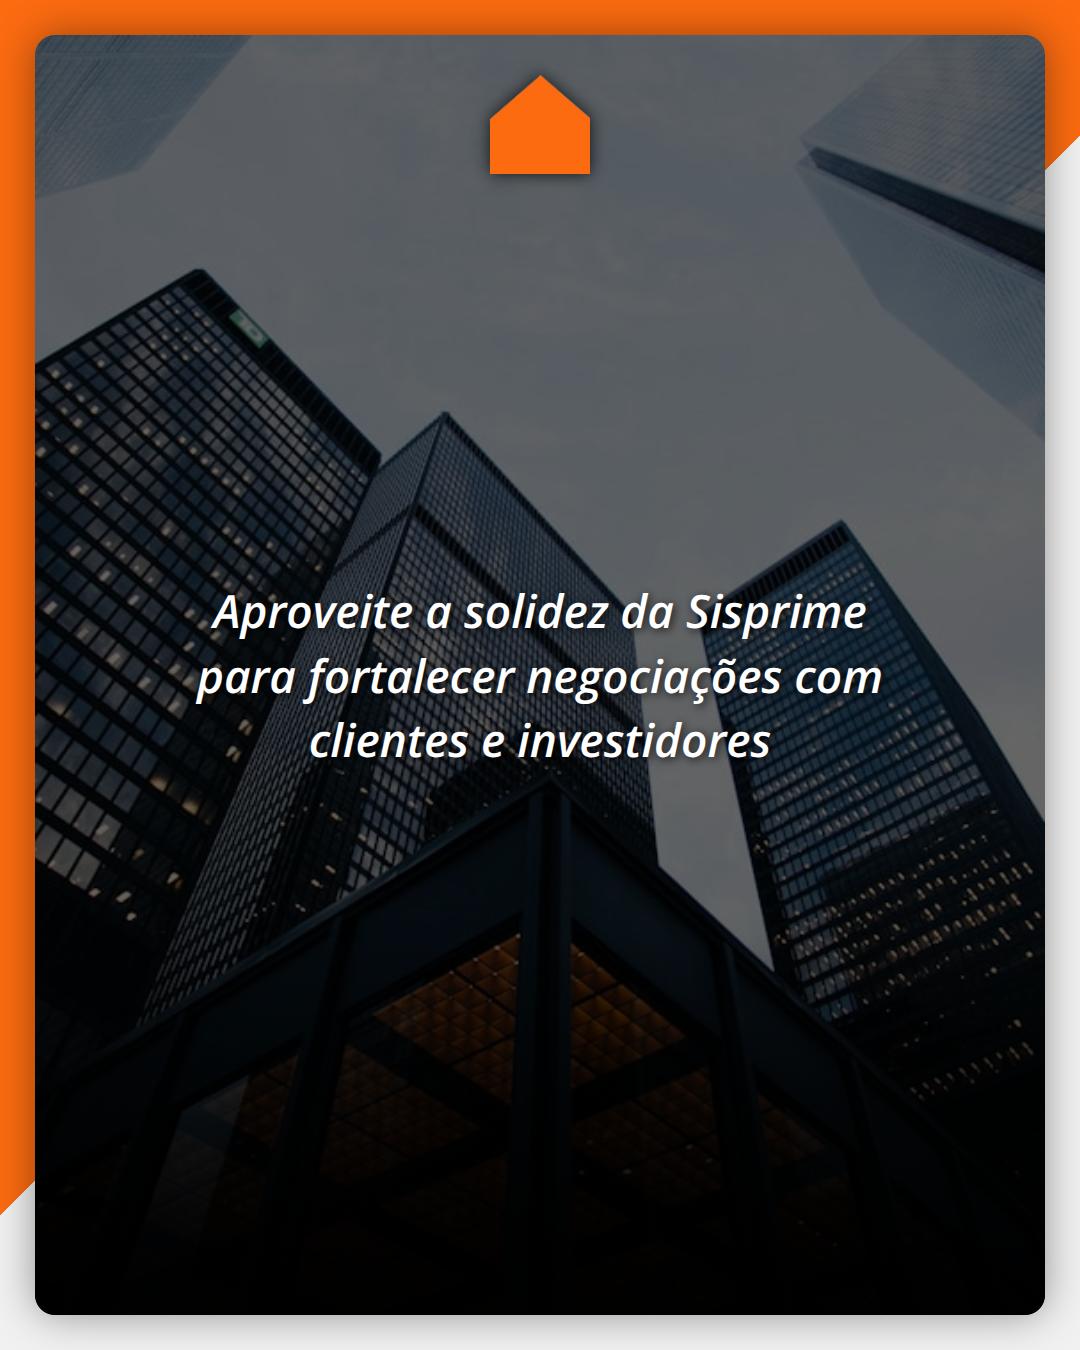 Aproveite a solidez da Sisprime
para fortalecer negociações com
clientes e investidores